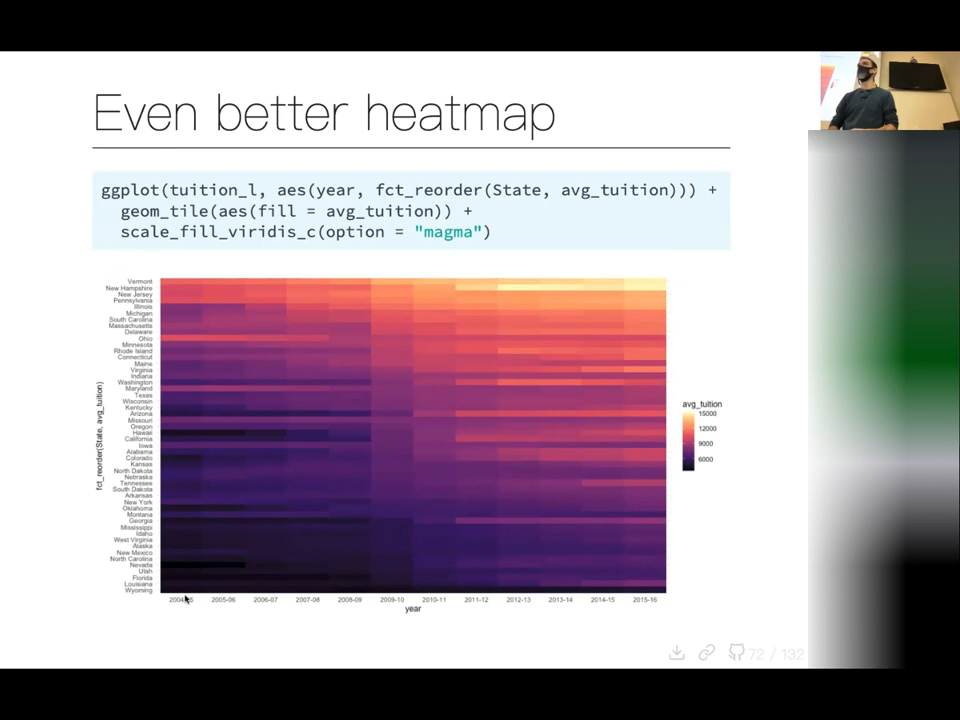 Even better heatmap
ggplot(tuition_l, aes(year, fct_reorder(State, avg_tuition))) +
geom_tile(aes(fill = avg_tuition)) +
scale_fill_viridis_c(option = "magma")
fct_reorder(State, avg_tuition)
Vermont
New Hampshire
New Jersey
Pennsylvania
Illinois
Michigan
South Carolina
Massachusetts
Delaware
Ohio
Minnesota
Rhode Island
Connecticut
Maine
Virginia
Indiana
Washington
Maryland
Texas
Wisconsin
Kentucky
Arizona
Missouri
Oregon
Hawaii
California
Iowa
Alabama
Colorado
Kansas
North Dakota
Nebraska
Tennessee
South Dakota
Arkansas
New York
Oklahoma
Montana
Georgia
Mississippi
Idaho
West Virginia
Alaska
New Mexico
North Carolina
Nevada
Utah
Florida
Louisiana
Wyoming
2005-06 2006-07 2007-08 2008-09 2009-10 2010-11 2011-12 2012-13 2013-14 2014-15 2015-16
year
avg_tuition
15000
12000
9000
6000
72 / 132